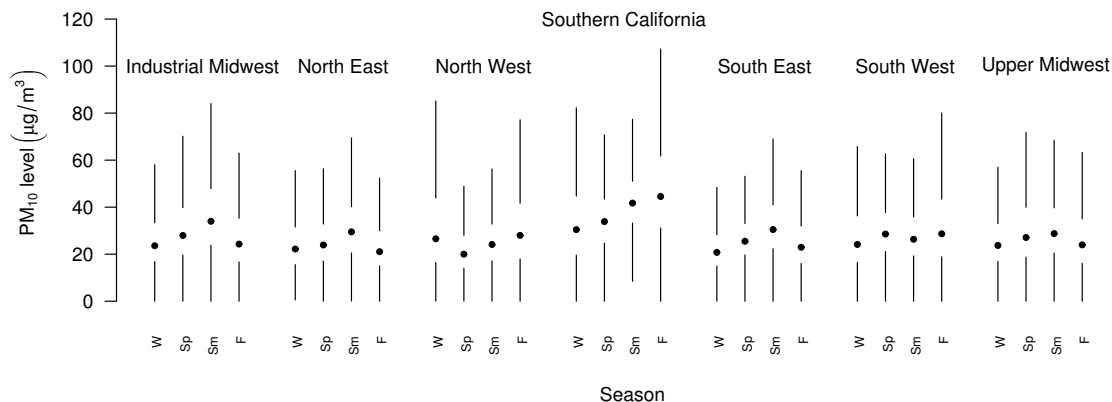 Southern California
Industrial Midwest North East North West South East South West Upper Midwest
PM₁₀ level (µg/m³)
120
100
80
60
40
20
0
W Sp Sm F W Sp Sm F W Sp Sm F W Sp Sm F W Sp Sm F W Sp Sm F W Sp Sm F
Season